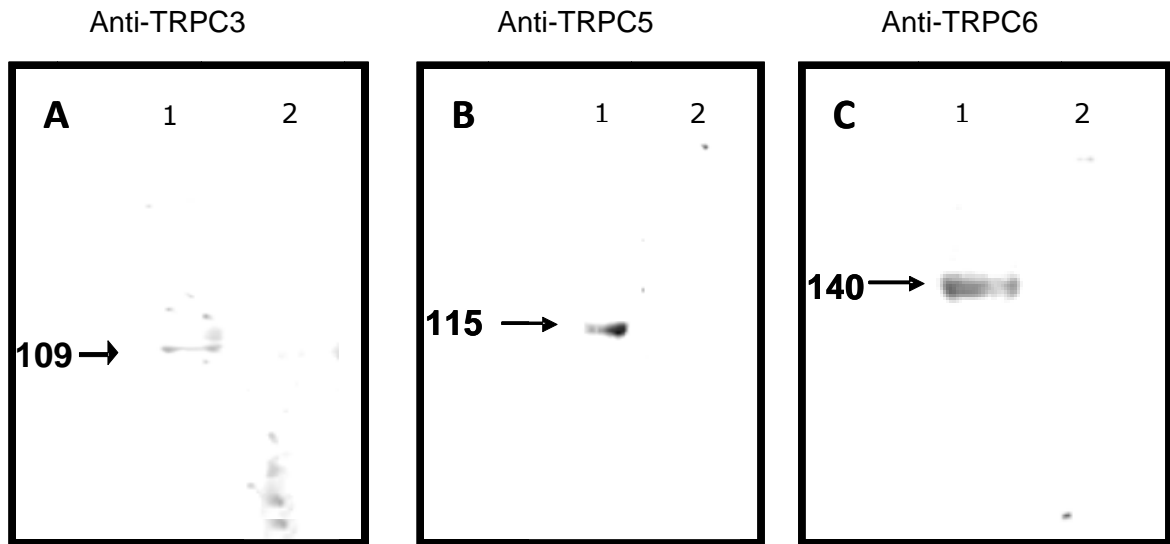 Anti-TRPC3 Anti-TRPC5 Anti-TRPC6
A 1 2
B 1 2
C 1 2
109
115
140